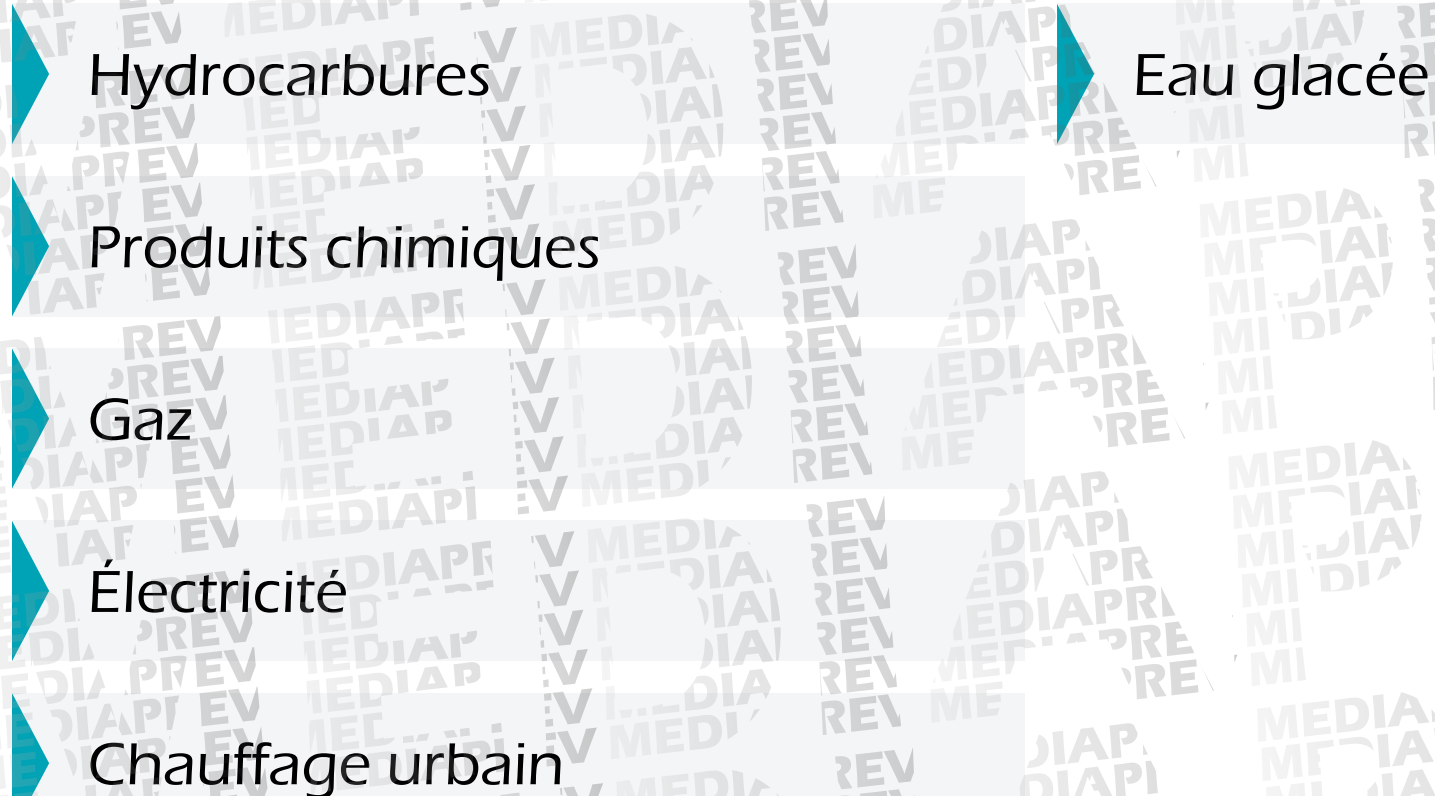 Hydrocarbures
Produits chimiques
Gaz
Électricité
Chauffage urbain
Eau glacée